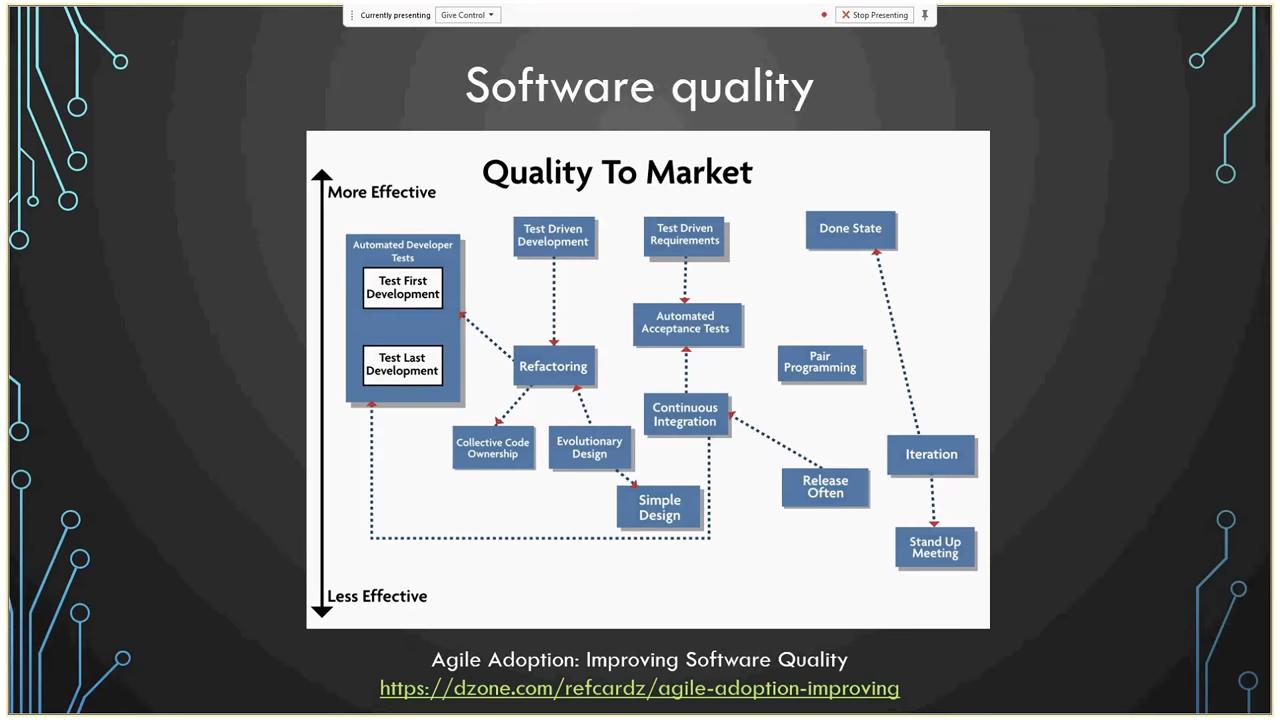 Currently presenting
Give Control
Stop Presenting
Software quality
Quality To Market
More Effective
Automated Developer
Tests
Test First
Development
Test Last
Development
Test Driven
Development
Test Driven
Requirements
Done State
Automated
Acceptance Tests
Refactoring
Pair
Programming
Continuous
Integration
Collective Code
Ownership
Evolutionary
Design
Iteration
Release
Often
Simple
Design
Stand Up
Meeting
Less Effective
Agile Adoption: Improving Software Quality
https://dzone.com/refcardz/agile-adoption-improving